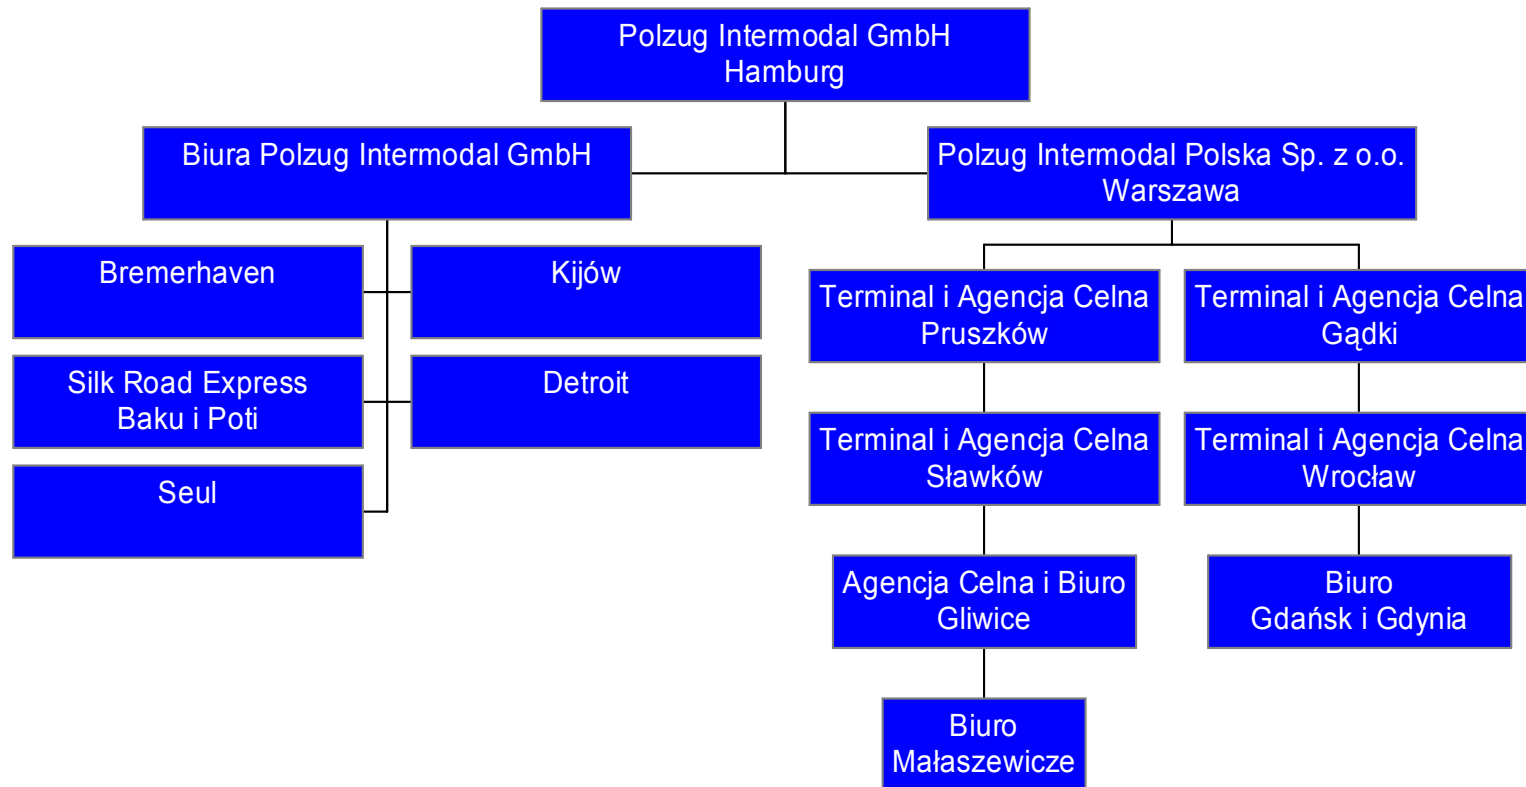 Polzug Intermodal GmbH
Hamburg
Biura Polzug Intermodal GmbH
Polzug Intermodal Polska Sp. z o.o.
Warszawa
Bremerhaven
Kijów
Silk Road Express
Baku i Poti
Detroit
Seul
Terminal i Agencja Celna
Pruszków
Terminal i Agencja Celna
Gądki
Terminal i Agencja Celna
Sławków
Terminal i Agencja Celna
Wrocław
Agencja Celna i Biuro
Gliwice
Biuro
Gdańsk i Gdynia
Biuro
Małaszewicze